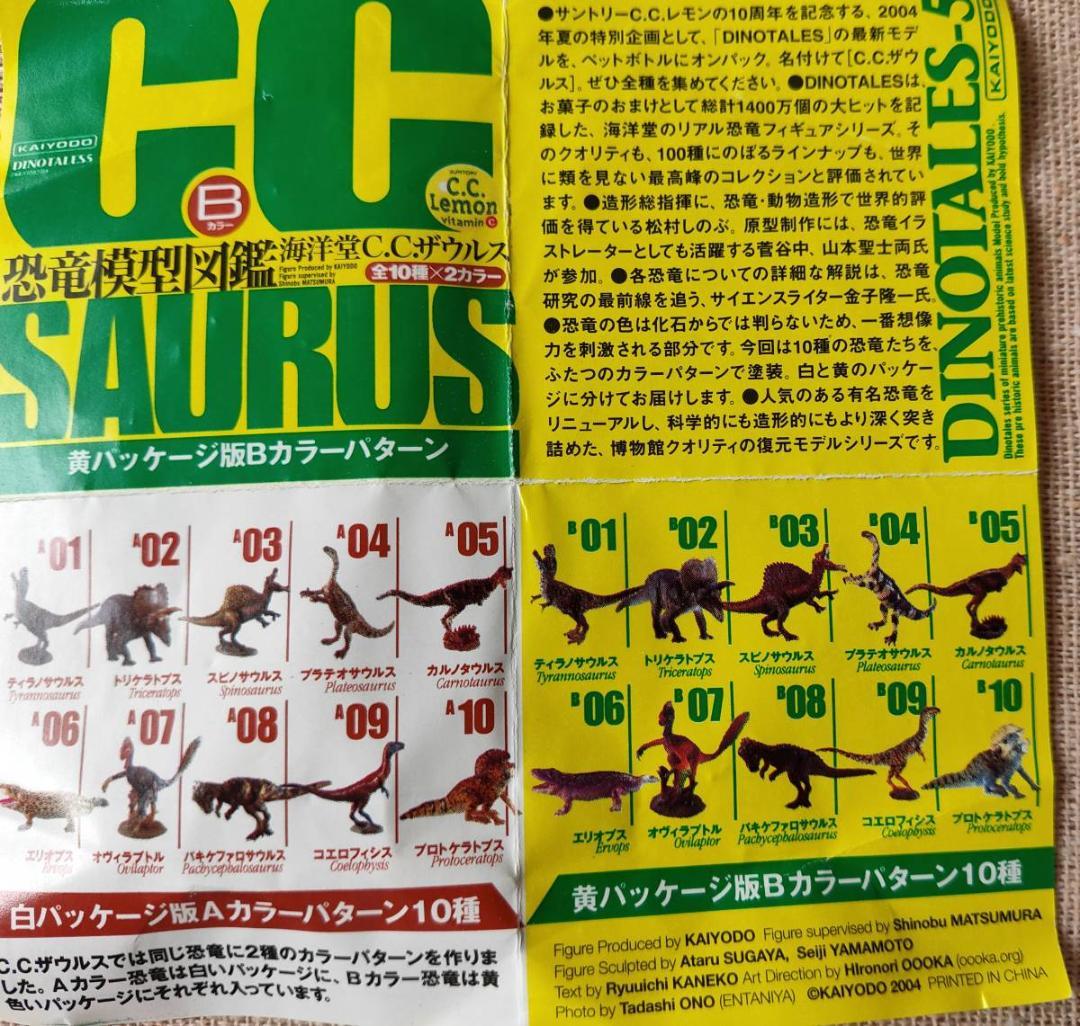 CC
KAIYODO
DINOTALES5
B
カラー
SUNTORY
C.C.
Lemon
vitamin C
恐竜模型図鑑
海洋堂C.C.ザウルス
Figure Produced by KAIYODO
Figure supervised by
Shinobu MATSUMURA
全10種×2カラー
SAURUS
黄パッケージ版Bカラーパターン
●サントリーC.C.レモンの10周年を記念する、2004
年夏の特別企画として、「DINOTALES」の最新モデ
ルを、ペットボトルにオンパック。名付けて[C.C.ザウ
ルス]。ぜひ全種を集めてください。●DINOTALESは、
お菓子のおまけとして総計1400万個の大ヒットを記
録した、海洋堂のリアル恐竜フィギュアシリーズ。そ
のクオリティも、100種にのぼるラインナップも、世界
に類を見ない最高峰のコレクションと評価されてい
ます。●造形総指揮に、恐竜・動物造形で世界的評
価を得ている松村しのぶ。原型制作には、恐竜イラ
ストレーターとしても活躍する菅谷中、山本聖士両氏
が参加。●各恐竜についての詳細な解説は、恐竜
研究の最前線を追う、サイエンスライター金子隆一氏。
●恐竜の色は化石からでは判らないため、一番想像
力を刺激される部分です。今回は10種の恐竜たちを、
ふたつのカラーパターンで塗装。白と黄のパッケー
ジに分けてお届けします。●人気のある有名恐竜を
リニューアルし、科学的にも造形的にもより深く突き
詰めた、博物館クオリティの復元モデルシリーズです。
DINOTALES-5
KAIYODO
Dinotales series of miniature prehistoric animals. Model Produced by KAIYODO.
These pre historic animals are based on latest science study and bold hypothesis.
A01 A02 A03 A04 A05
ティラノサウルス トリケラトプス スピノサウルス プラテオサウルス カルノタウルス
Tyrannosaurus Triceratops Spinosaurus Plateosaurus Carnotaurus
A06 A07 A08 A09 A10
エリオプス オヴィラプトル パキケファロサウルス コエロフィシス プロトケラトプス
Eryops Ovilaptor Pachycephalosaurus Coelophysis Protoceratops
白パッケージ版Aカラーパターン10種
C.C.ザウルスでは同じ恐竜に2種のカラーパターンを作りま
した。Aカラー恐竜は白いパッケージに、Bカラー恐竜は黄
色いパッケージにそれぞれ入っています。
B01 B02 B03 B04 B05
ティラノサウルス トリケラトプス スピノサウルス プラテオサウルス カルノタウルス
Tyrannosaurus Triceratops Spinosaurus Plateosaurus Carnotaurus
B06 B07 B08 B09 B10
エリオプス オヴィラプトル パキケファロサウルス コエロフィシス プロトケラトプス
Eryops Ovilaptor Pachycephalosaurus Coelophysis Protoceratops
黄パッケージ版Bカラーパターン10種
Figure Produced by KAIYODO Figure supervised by Shinobu MATSUMURA
Figure Sculpted by Ataru SUGAYA, Seiji YAMAMOTO
Text by Ryuuichi KANEKO Art Direction by HIronori OOOKA (oooka.org)
Photo by Tadashi ONO (ENTANIYA) ©KAIYODO 2004 PRINTED IN CHINA